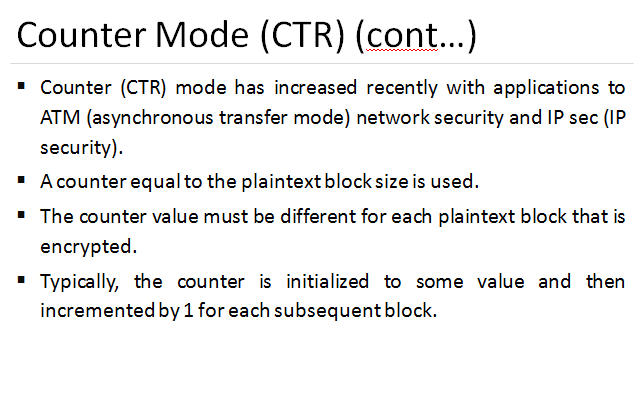 Counter Mode (CTR) (cont…)
▪ Counter (CTR) mode has increased recently with applications to
ATM (asynchronous transfer mode) network security and IP sec (IP
security).
▪ A counter equal to the plaintext block size is used.
▪ The counter value must be different for each plaintext block that is
encrypted.
▪ Typically, the counter is initialized to some value and then
incremented by 1 for each subsequent block.